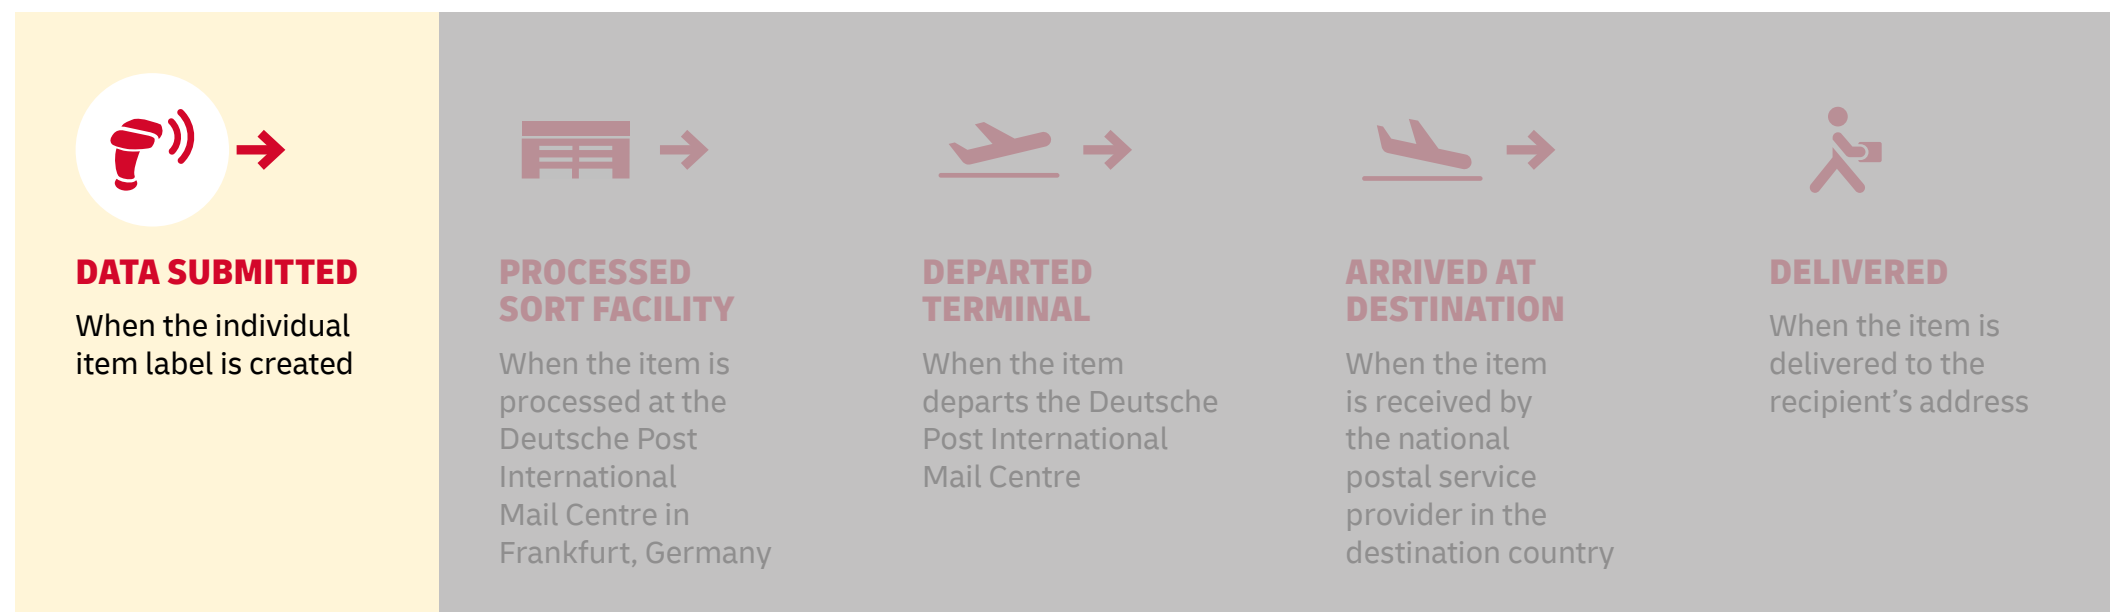 DATA SUBMITTED
When the individual
item label is created
PROCESSED
SORT FACILITY
When the item is
processed at the
Deutsche Post
International
Mail Centre in
Frankfurt, Germany
DEPARTED
TERMINAL
When the item
departs the Deutsche
Post International
Mail Centre
ARRIVED AT
DESTINATION
When the item
is received by
the national
postal service
provider in the
destination country
DELIVERED
When the item is
delivered to the
recipient’s address